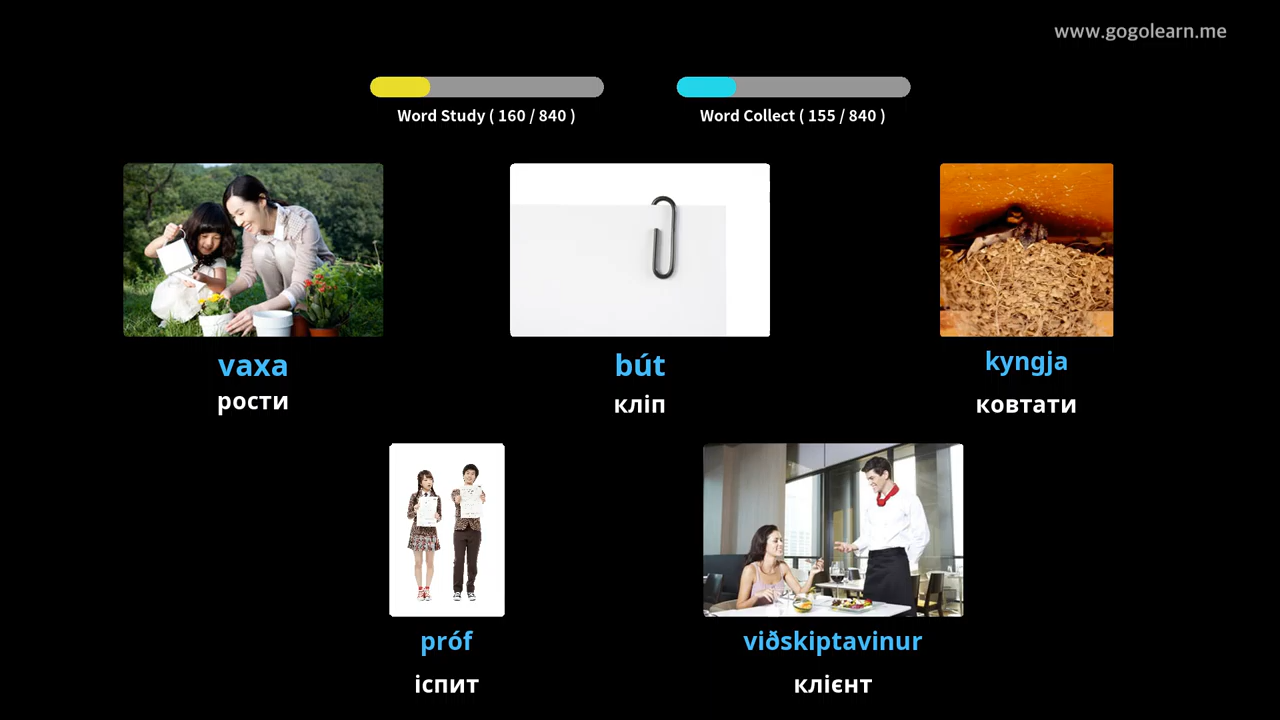 www.gogolearn.me
Word Study ( 160 / 840 )
Word Collect ( 155 / 840 )
vaxa
рости
bút
кліп
kyngja
ковтати
próf
іспит
viðskiptavinur
клієнт